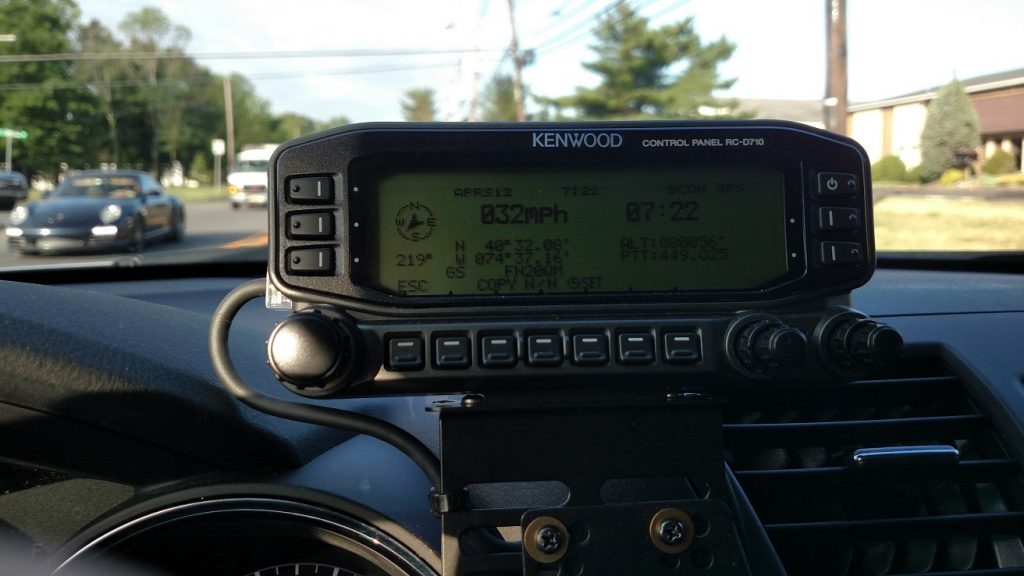 KENWOOD CONTROL PANEL RC-D710
APRS12 7:22 BCON GPS
032mph 07:22
N
W E
S
219°
N 40°32.08' ALT:000056'
W 074°37.16' PTT:449.025
GS FN20QM
ESC COPY N/H SET